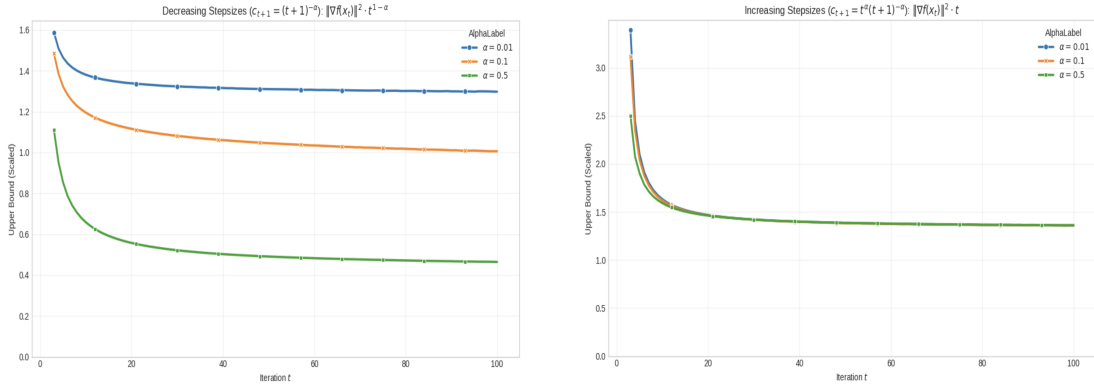 Decreasing Stepsizes (c_{t+1} = (t+1)^{-α}): ‖∇f(x_t)‖² · t^{1-α}
Upper Bound (Scaled)
1.6
1.4
1.2
1.0
0.8
0.6
0.4
0.2
0.0
AlphaLabel
α = 0.01
α = 0.1
α = 0.5
0 20 40 60 80 100
Iteration t
Increasing Stepsizes (c_{t+1} = t^α(t+1)^{-α}): ‖∇f(x_t)‖² · t
Upper Bound (Scaled)
3.0
2.5
2.0
1.5
1.0
0.5
0.0
AlphaLabel
α = 0.01
α = 0.1
α = 0.5
0 20 40 60 80 100
Iteration t